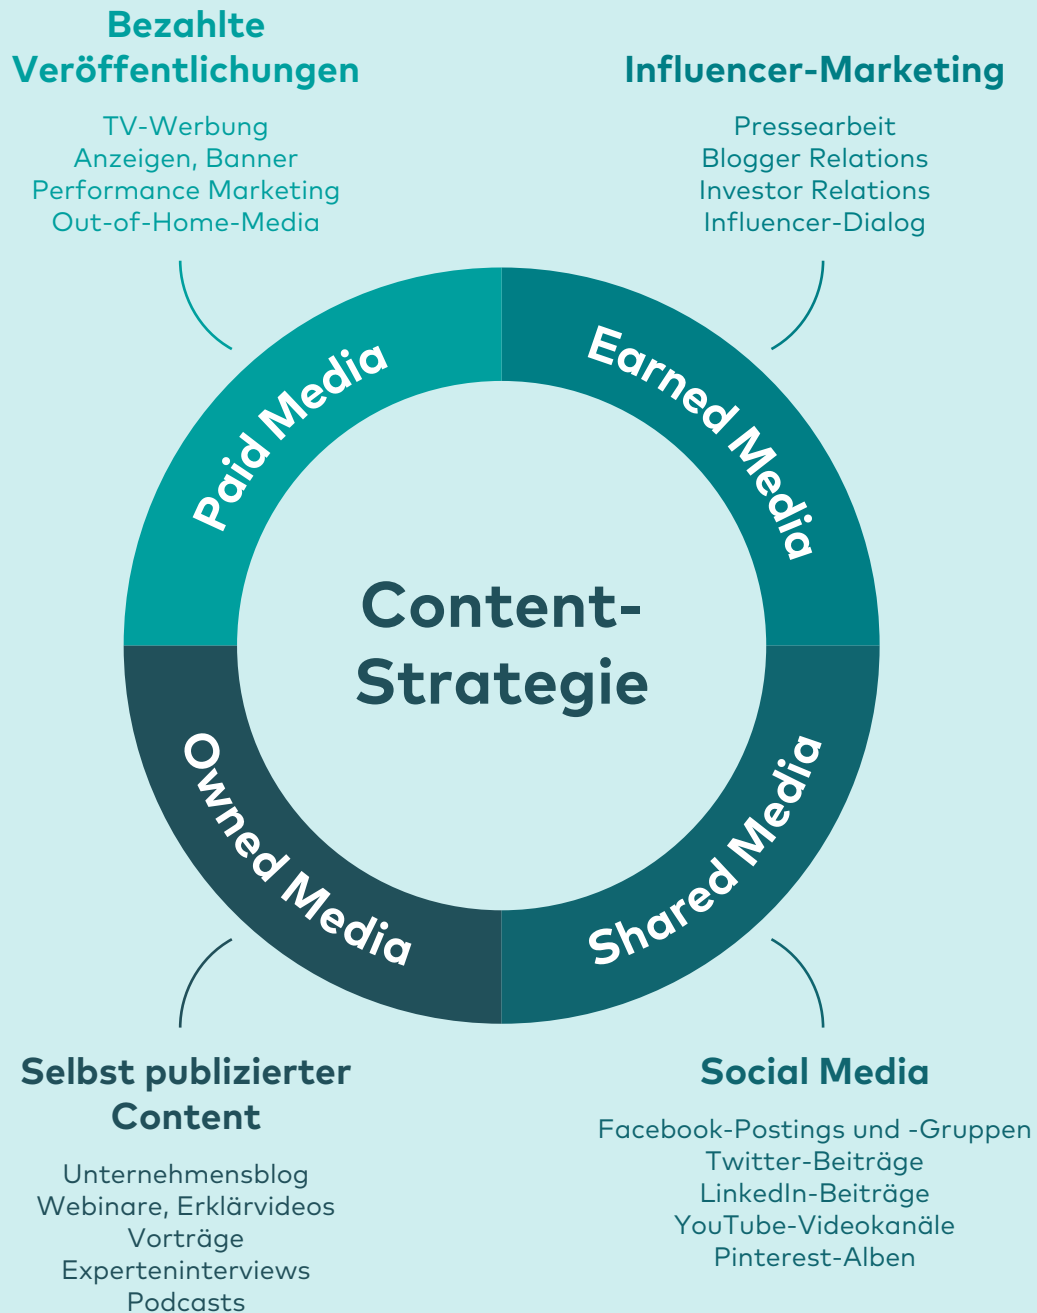 Bezahlte
Veröffentlichungen
TV-Werbung
Anzeigen, Banner
Performance Marketing
Out-of-Home-Media
Influencer-Marketing
Pressearbeit
Blogger Relations
Investor Relations
Influencer-Dialog
Paid Media
Earned Media
Content-
Strategie
Owned Media
Shared Media
Selbst publizierter
Content
Unternehmensblog
Webinare, Erklärvideos
Vorträge
Experteninterviews
Podcasts
Social Media
Facebook-Postings und -Gruppen
Twitter-Beiträge
LinkedIn-Beiträge
YouTube-Videokanäle
Pinterest-Alben